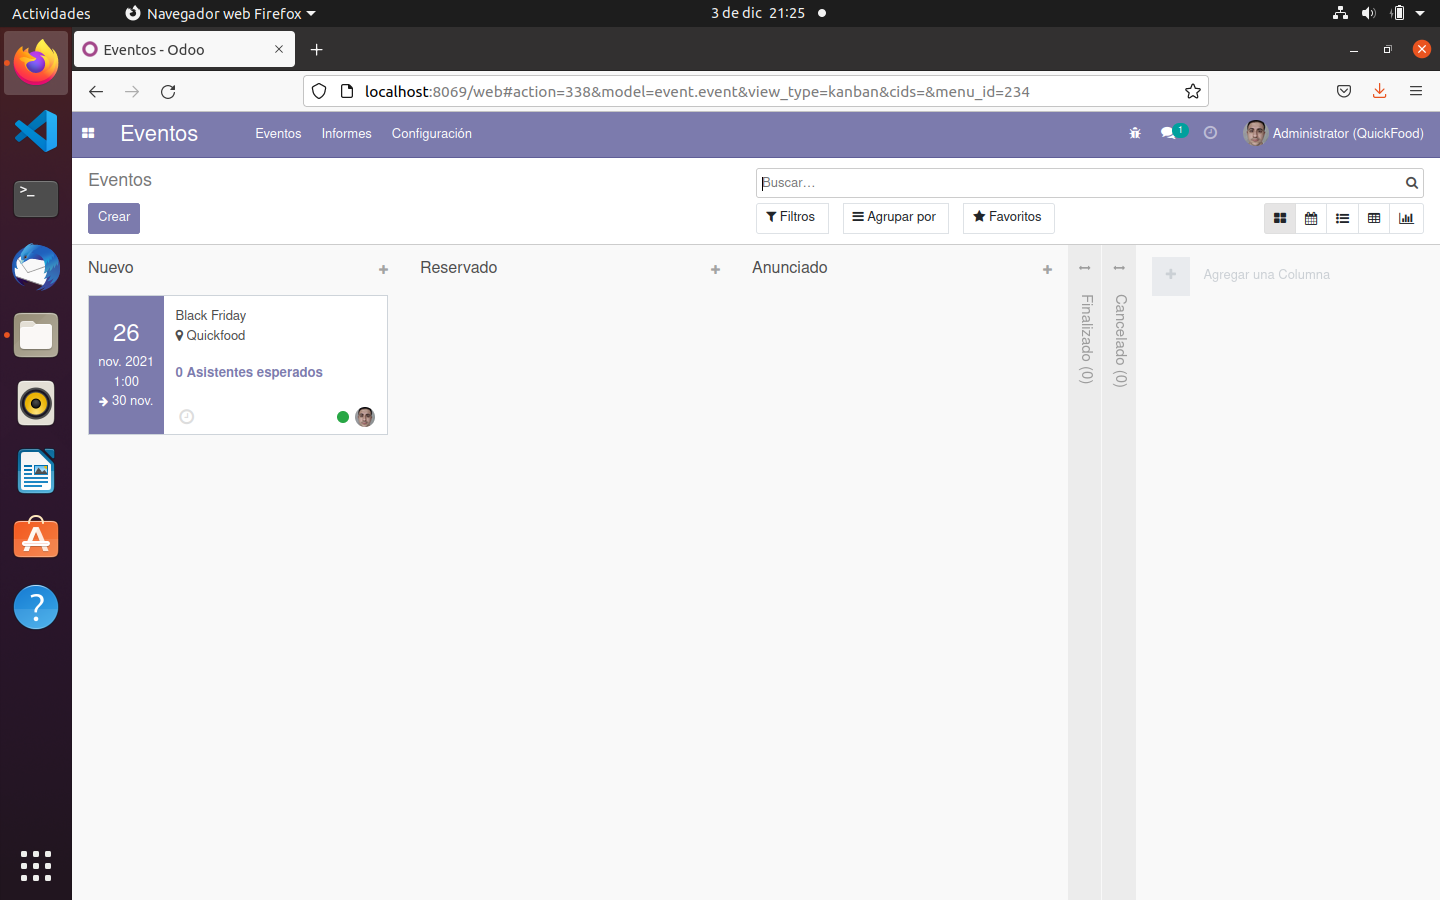 Actividades
Navegador web Firefox
3 de dic 21:25
Eventos - Odoo
localhost:8069/web#action=338&model=event.event&view_type=kanban&cids=&menu_id=234
Eventos
Eventos
Informes
Configuración
1
Administrator (QuickFood)
Eventos
Buscar...
Crear
Filtros
Agrupar por
Favoritos
Nuevo
Reservado
Anunciado
Finalizado (0)
Cancelado (0)
Agregar una Columna
26
nov. 2021
1:00
30 nov.
Black Friday
Quickfood
0 Asistentes esperados